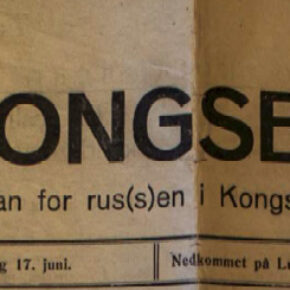 ONGSE
an for rus(s)en i Kongs
g 17. juni. Nedkommet på L